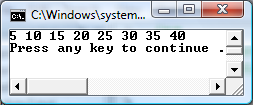 C:\Windows\system...
5 10 15 20 25 30 35 40
Press any key to continue .